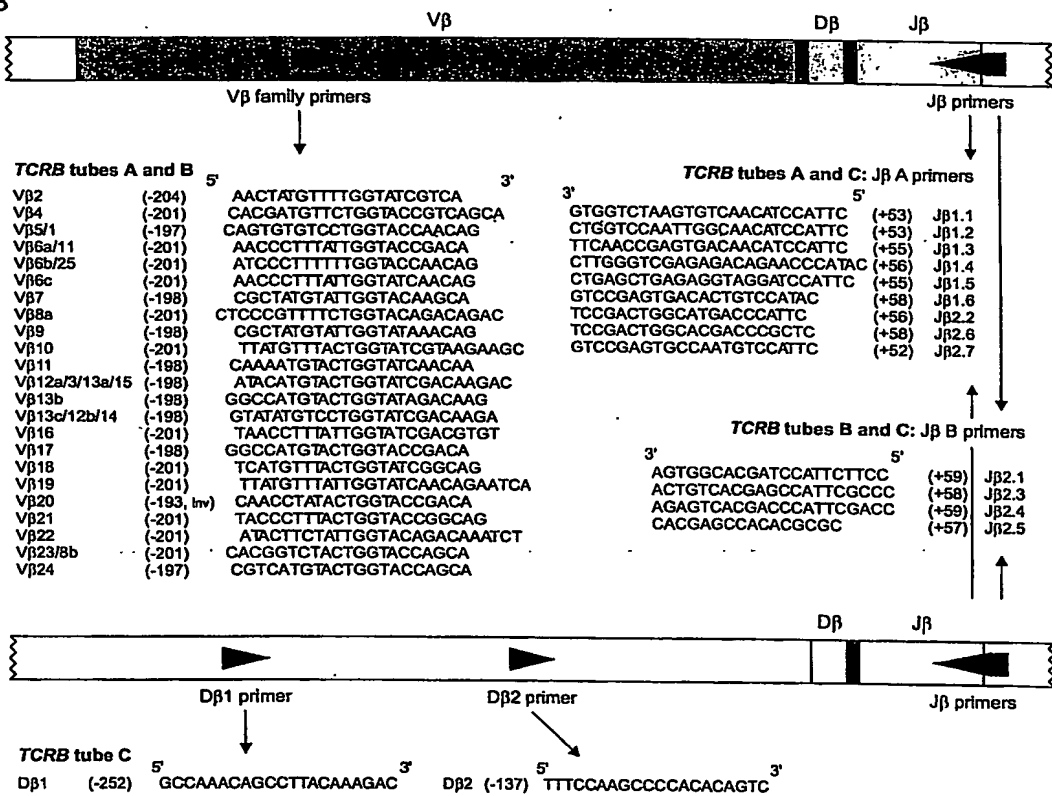 Vβ Dβ Jβ
Vβ family primers Jβ primers
TCRB tubes A and B
5' 3'
Vβ2 (-204) AACTATGTTTTGGTATCGTCA
Vβ4 (-201) CACGATGTTCTGGTACCGTCAGCA
Vβ5/1 (-197) CAGTGTGTCCTGGTACCAACAG
Vβ6a/11 (-201) AACCCTTTATTGGTACCGACA
Vβ6b/25 (-201) ATCCCTTTTTTGGTACCAACAG
Vβ6c (-201) AACCCTTTATTGGTATCAACAG
Vβ7 (-198) CGCTATGTATTGGTACAAGCA
Vβ8a (-201) CTCCCGTTTTCTGGTACAGACAGAC
Vβ9 (-198) CGCTATGTATTGGTATAAACAG
Vβ10 (-201) TTATGTTTACTGGTATCGTAAGAAGC
Vβ11 (-198) CAAAATGTACTGGTATCAACAA
Vβ12a/3/13a/15 (-198) ATACATGTACTGGTATCGACAAGAC
Vβ13b (-198) GGCCATGTACTGGTATAGACAAG
Vβ13c/12b/14 (-198) GTATATGTCCTGGTATCGACAAGA
Vβ16 (-201) TAACCTTTATTGGTATCGACGTGT
Vβ17 (-198) GGCCATGTACTGGTACCGACA
Vβ18 (-201) TCATGTTTACTGGTATCGGCAG
Vβ19 (-201) TTATGTTTATTGGTATCAACAGAATCA
Vβ20 (-193, Inv) CAACCTATACTGGTACCGACA
Vβ21 (-201) TACCCTTTACTGGTACCGGCAG
Vβ22 (-201) ATACTTCTATTGGTACAGACAAATCT
Vβ23/8b (-201) CACGGTCTACTGGTACCAGCA
Vβ24 (-197) CGTCATGTACTGGTACCAGCA
TCRB tubes A and C: Jβ A primers
3' 5'
GTGGTCTAAGTGTCAACATCCATTC (+53) Jβ1.1
CTGGTCCAATTGGCAACATCCATTC (+53) Jβ1.2
TTCAACCGAGTGACAACATCCATTC (+55) Jβ1.3
CTTGGGTCGAGAGACAGAACCCATAC (+56) Jβ1.4
CTGAGCTGAGAGGTAGGATCCATTC (+55) Jβ1.5
GTCCGAGTGACACTGTCCATAC (+58) Jβ1.6
TCCGACTGGCATGACCCATTC (+56) Jβ2.2
TCCGACTGGCACGACCCGCTC (+58) Jβ2.6
GTCCGAGTGCCAATGTCCATTC (+52) Jβ2.7
TCRB tubes B and C: Jβ B primers
3' 5'
AGTGGCACGATCCATTCTTCC (+59) Jβ2.1
ACTGTCACGAGCCATTCGCCC (+58) Jβ2.3
AGAGTCACGACCCATTCGACC (+59) Jβ2.4
CACGAGCCACACGCGC (+57) Jβ2.5
Dβ Jβ
Dβ1 primer Dβ2 primer Jβ primers
TCRB tube C
Dβ1 (-252) 5' GCCAAACAGCCTTACAAAGAC 3' Dβ2 (-137) 5' TTTCCAAGCCCCACACAGTC 3'